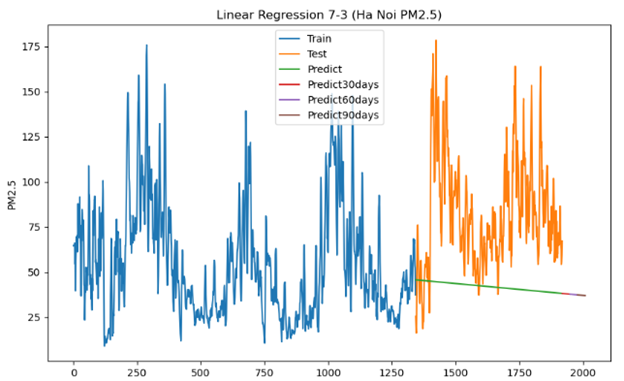 Linear Regression 7-3 (Ha Noi PM2.5)
Train
Test
Predict
Predict30days
Predict60days
Predict90days
PM2.5
175
150
125
100
75
50
25
0
250
500
750
1000
1250
1500
1750
2000